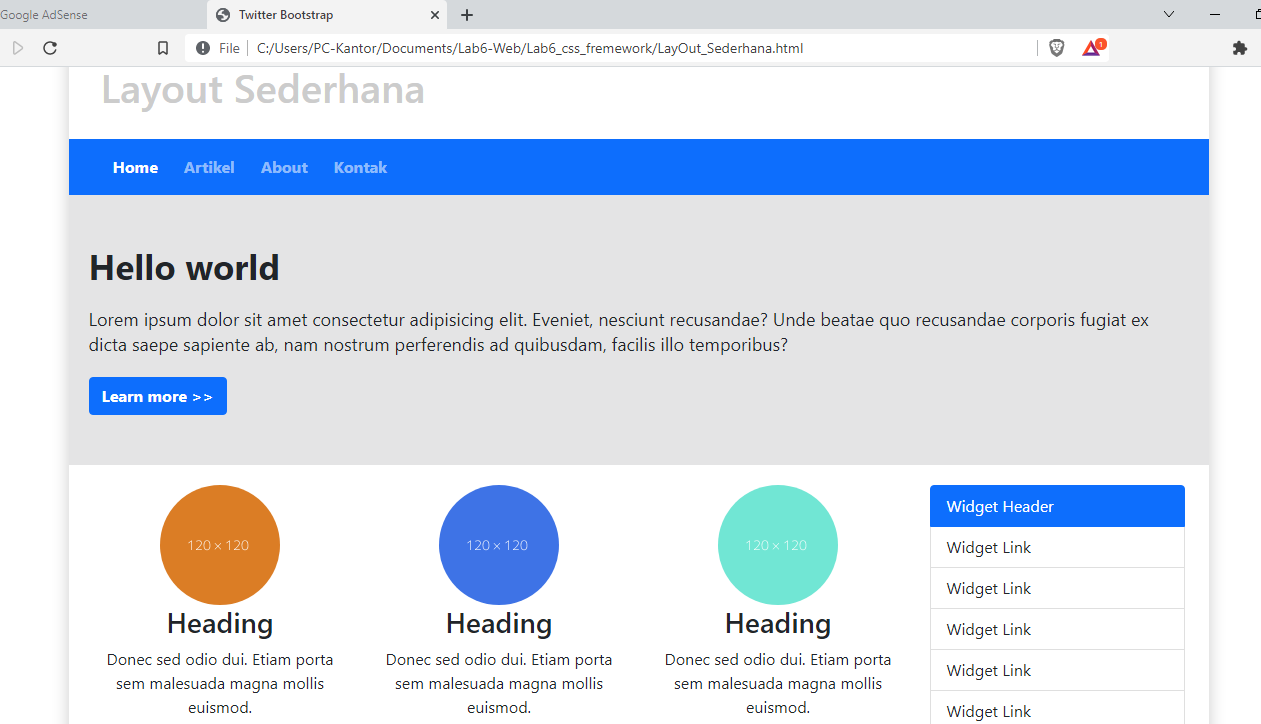 Google AdSense
Twitter Bootstrap
File
C:/Users/PC-Kantor/Documents/Lab6-Web/Lab6_css_fremework/LayOut_Sederhana.html
1
Layout Sederhana
Home Artikel About Kontak
Hello world
Lorem ipsum dolor sit amet consectetur adipisicing elit. Eveniet, nesciunt recusandae? Unde beatae quo recusandae corporis fugiat ex
dicta saepe sapiente ab, nam nostrum perferendis ad quibusdam, facilis illo temporibus?
Learn more >>
120 × 120
Heading
Donec sed odio dui. Etiam porta
sem malesuada magna mollis
euismod.
120 × 120
Heading
Donec sed odio dui. Etiam porta
sem malesuada magna mollis
euismod.
120 × 120
Heading
Donec sed odio dui. Etiam porta
sem malesuada magna mollis
euismod.
Widget Header
Widget Link
Widget Link
Widget Link
Widget Link
Widget Link